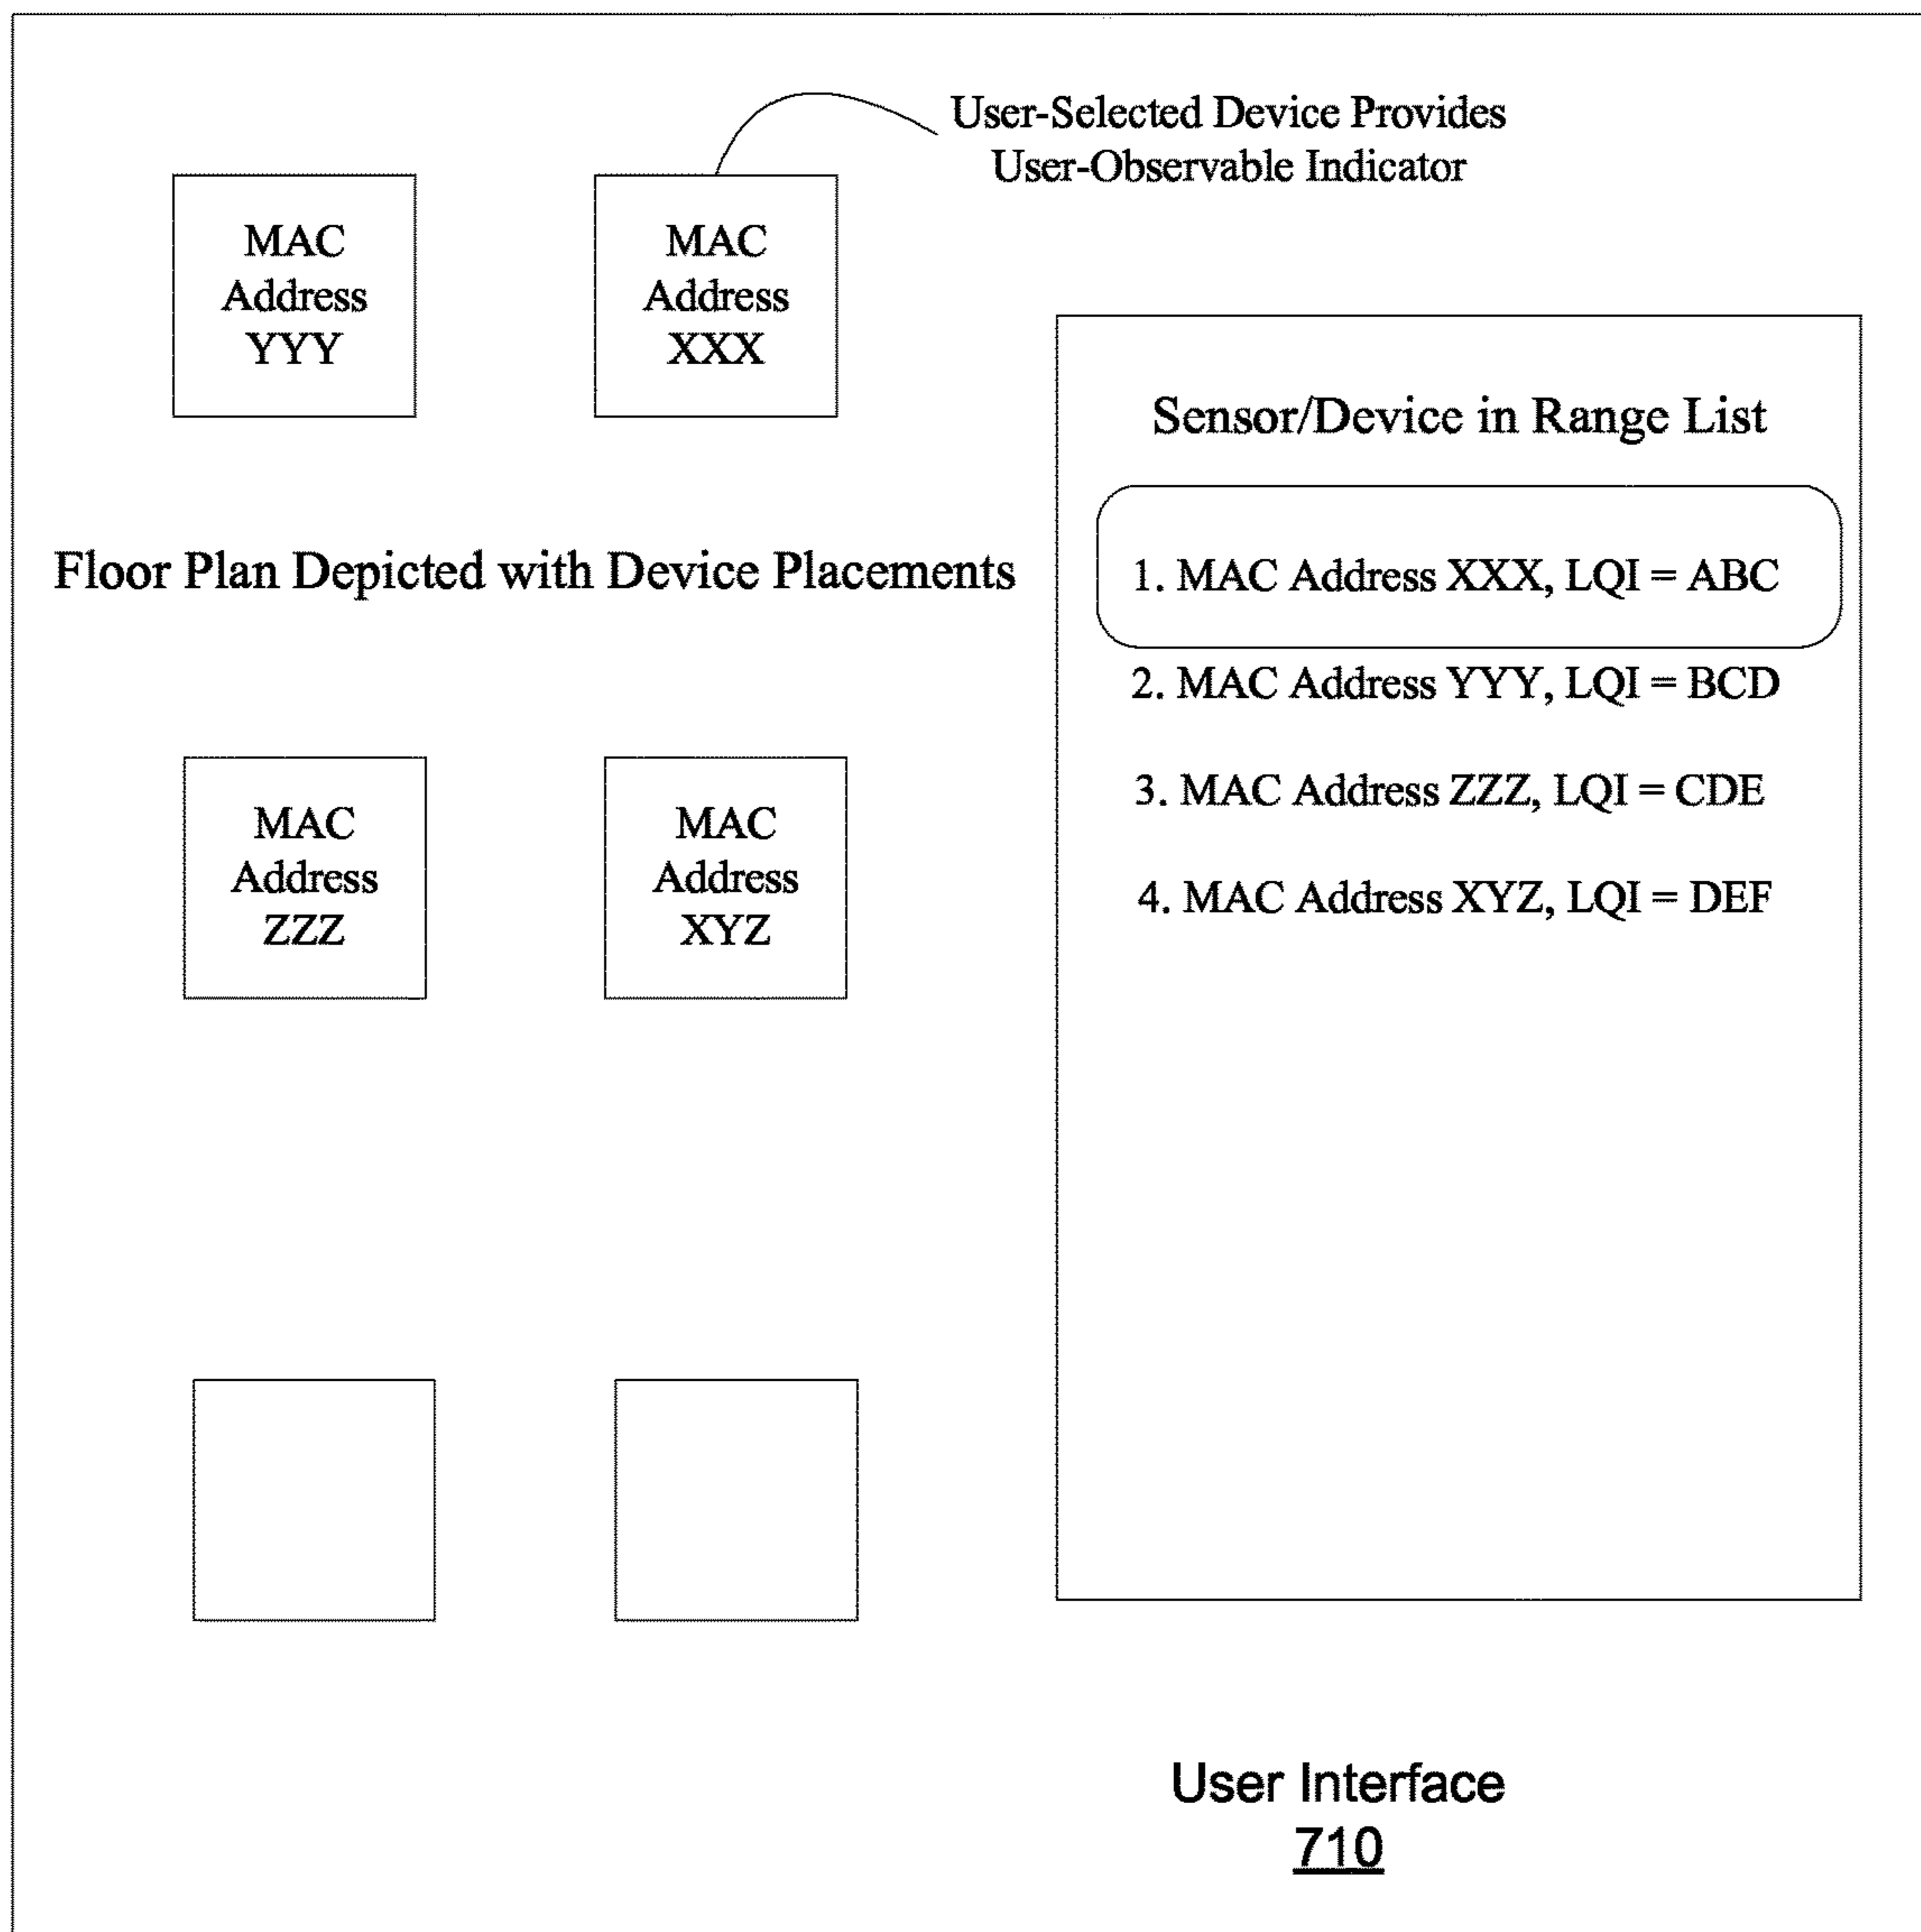 User-Selected Device Provides
User-Observable Indicator
MAC
Address
YYY
MAC
Address
XXX
Floor Plan Depicted with Device Placements
MAC
Address
ZZZ
MAC
Address
XYZ
Sensor/Device in Range List
1. MAC Address XXX, LQI = ABC
2. MAC Address YYY, LQI = BCD
3. MAC Address ZZZ, LQI = CDE
4. MAC Address XYZ, LQI = DEF
User Interface
710